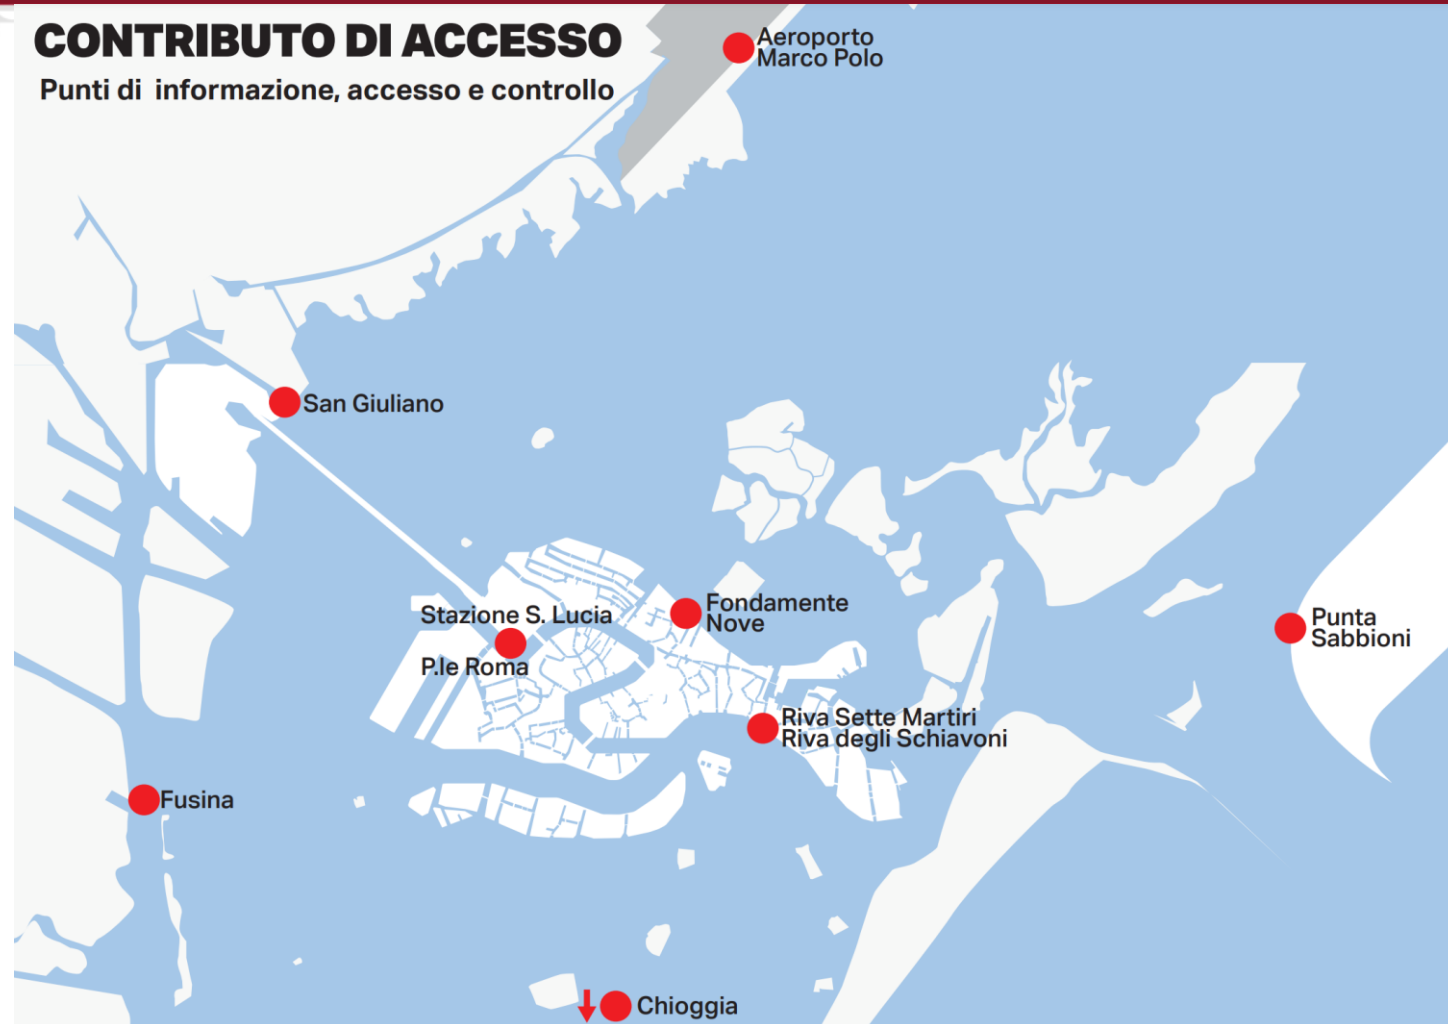 CONTRIBUTO DI ACCESSO
Punti di informazione, accesso e controllo
Aeroporto
Marco Polo
San Giuliano
Stazione S. Lucia
P.le Roma
Fondamente
Nove
Punta
Sabbioni
Riva Sette Martiri
Riva degli Schiavoni
Fusina
Chioggia